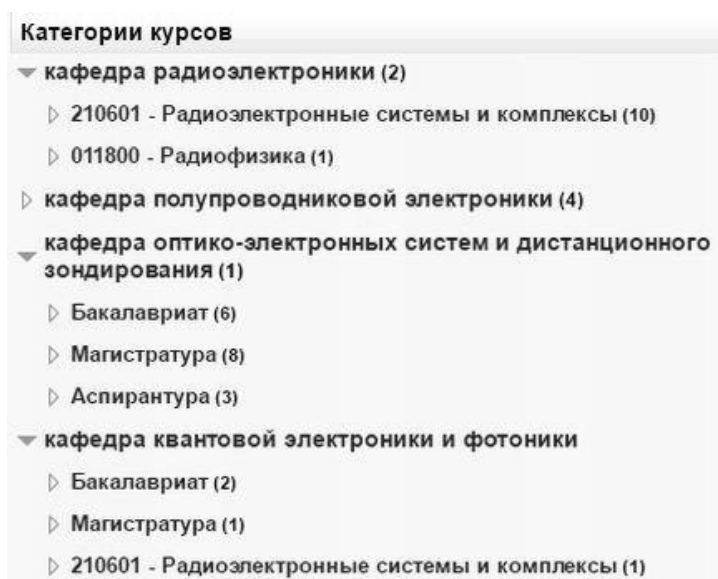 Категории курсов
кафедра радиоэлектроники (2)
210601 - Радиоэлектронные системы и комплексы (10)
011800 - Радиофизика (1)
кафедра полупроводниковой электроники (4)
кафедра оптико-электронных систем и дистанционного
зондирования (1)
Бакалавриат (6)
Магистратура (8)
Аспирантура (3)
кафедра квантовой электроники и фотоники
Бакалавриат (2)
Магистратура (1)
210601 - Радиоэлектронные системы и комплексы (1)